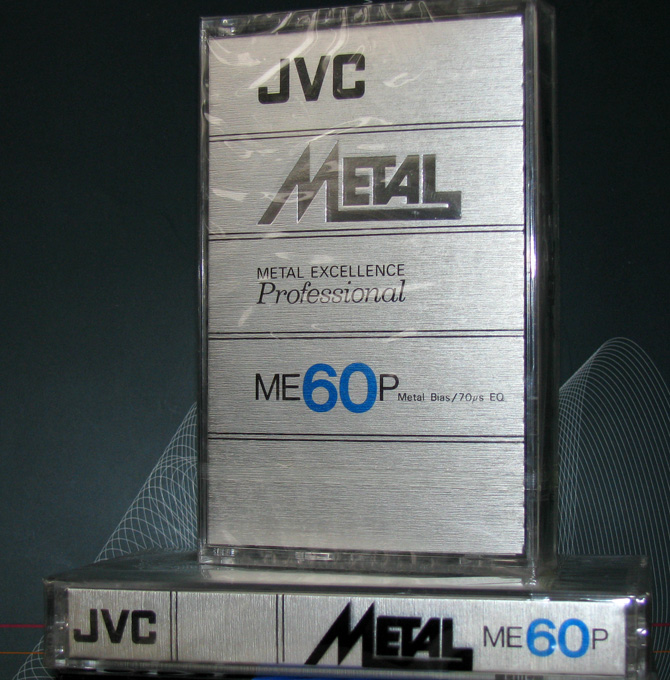 JVC
METAL
METAL EXCELLENCE
Professional
ME60P Metal Bias/70µs EQ
JVC METAL ME60P